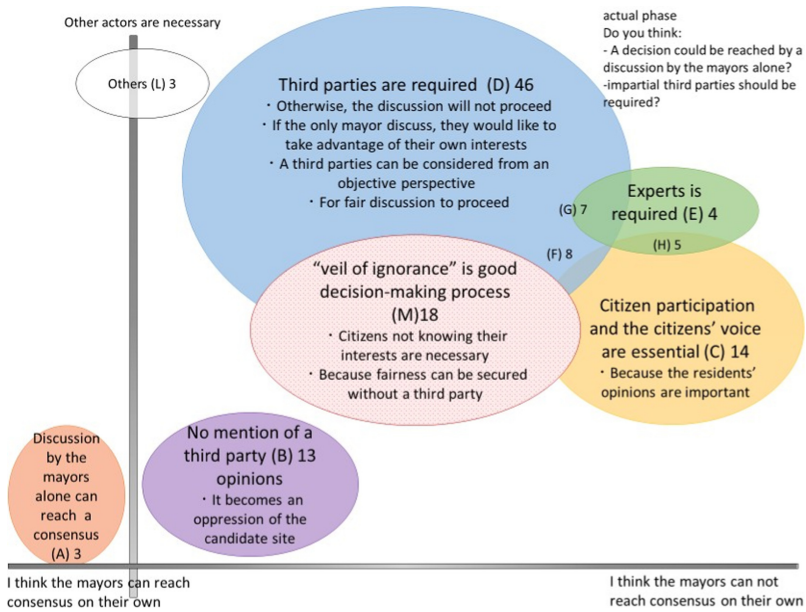 Other actors are necessary
actual phase
Do you think:
- A decision could be reached by a
discussion by the mayors alone?
-impartial third parties should be
required?
Others (L) 3
Third parties are required (D) 46
・Otherwise, the discussion will not proceed
・If the only mayor discuss, they would like to
take advantage of their own interests
・A third parties can be considered from an
objective perspective
・For fair discussion to proceed
Experts is
required (E) 4
(G) 7
(H) 5
(F) 8
“veil of ignorance” is good
decision-making process
(M)18
・Citizens not knowing their
interests are necessary
・Because fairness can be secured
without a third party
Citizen participation
and the citizens’ voice
are essential (C) 14
・Because the residents’
opinions are important
Discussion
by the
mayors
alone can
reach a
consensus
(A) 3
No mention of a
third party (B) 13
opinions
・It becomes an
oppression of the
candidate site
I think the mayors can reach
consensus on their own
I think the mayors can not
reach consensus on their own